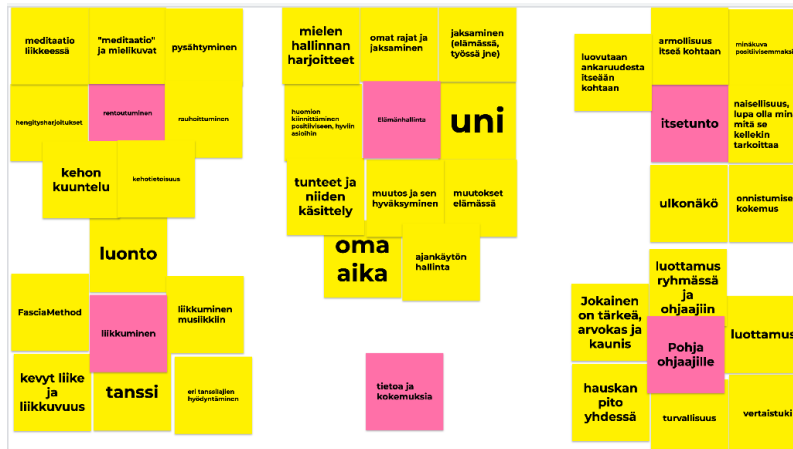 meditaatio
liikkeessä
"meditaatio"
ja mielikuvat
pysähtyminen
hengitysharjoitukset
rentoutuminen
rauhoittuminen
kehon
kuuntelu
kehotietoisuus
luonto
FasciaMethod
liikkuminen
liikkuminen
musiikkiin
kevyt liike
ja
liikkuvuus
tanssi
eri tanssilajien
hyödyntäminen
mielen
hallinnan
harjoitteet
omat rajat ja
jaksaminen
jaksaminen
(elämässä,
työssä jne)
huomion
kiinnittäminen
positiiviseen, hyviin
asioihin
Elämänhallinta
uni
tunteet ja
niiden
käsittely
muutos ja sen
hyväksyminen
muutokset
elämässä
oma
aika
ajankäytön
hallinta
tietoa ja
kokemuksia
luovutaan
ankaruudesta
itseään
kohtaan
armollisuus
itseä kohtaan
minäkuva
positiivisemmaksi
itsetunto
naisellisuus,
lupa olla min
mitä se
kellekin
tarkoittaa
ulkonäkö
onnistumise
kokemus
luottamus
ryhmässä
ja
ohjaajiin
Jokainen
on tärkeä,
arvokas ja
kaunis
Pohja
ohjaajille
luottamus
hauskan
pito
yhdessä
turvallisuus
vertaistuki